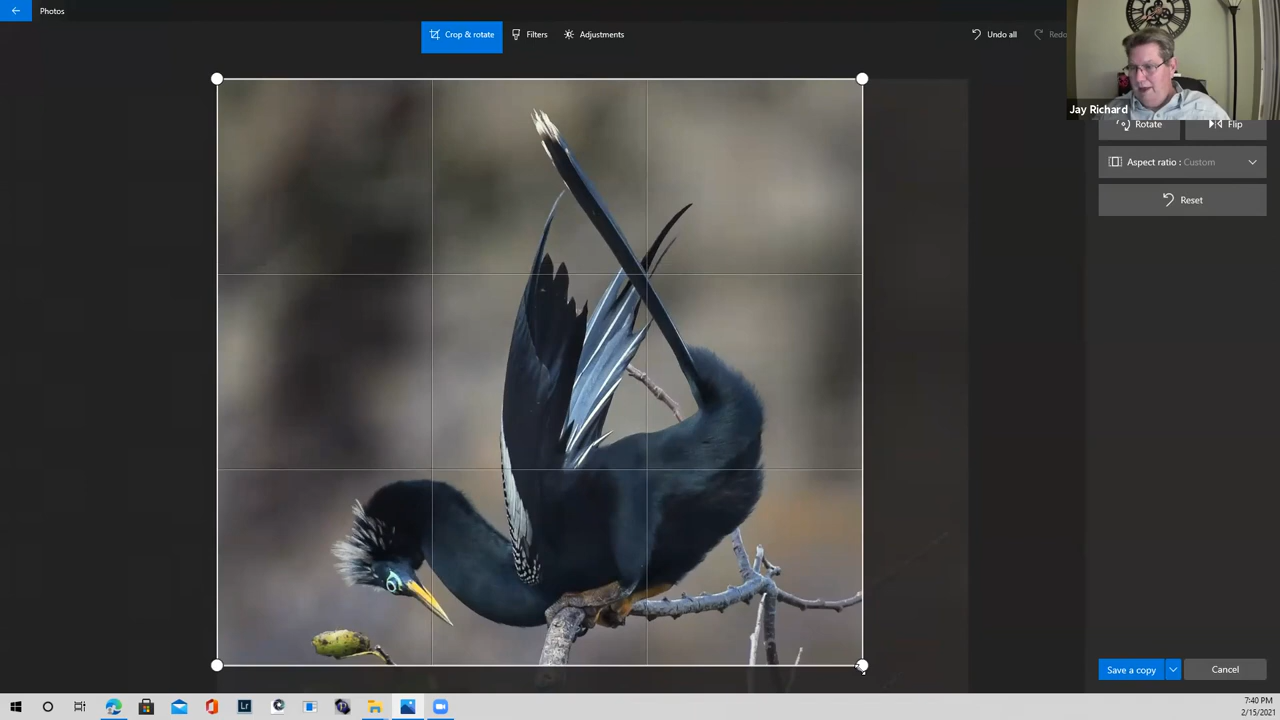 Photos
Crop & rotate
Filters
Adjustments
Undo all
Redo
Jay Richard
Rotate
Flip
Aspect ratio : Custom
Reset
Save a copy
Cancel
Lr
7:40 PM
2/15/2021